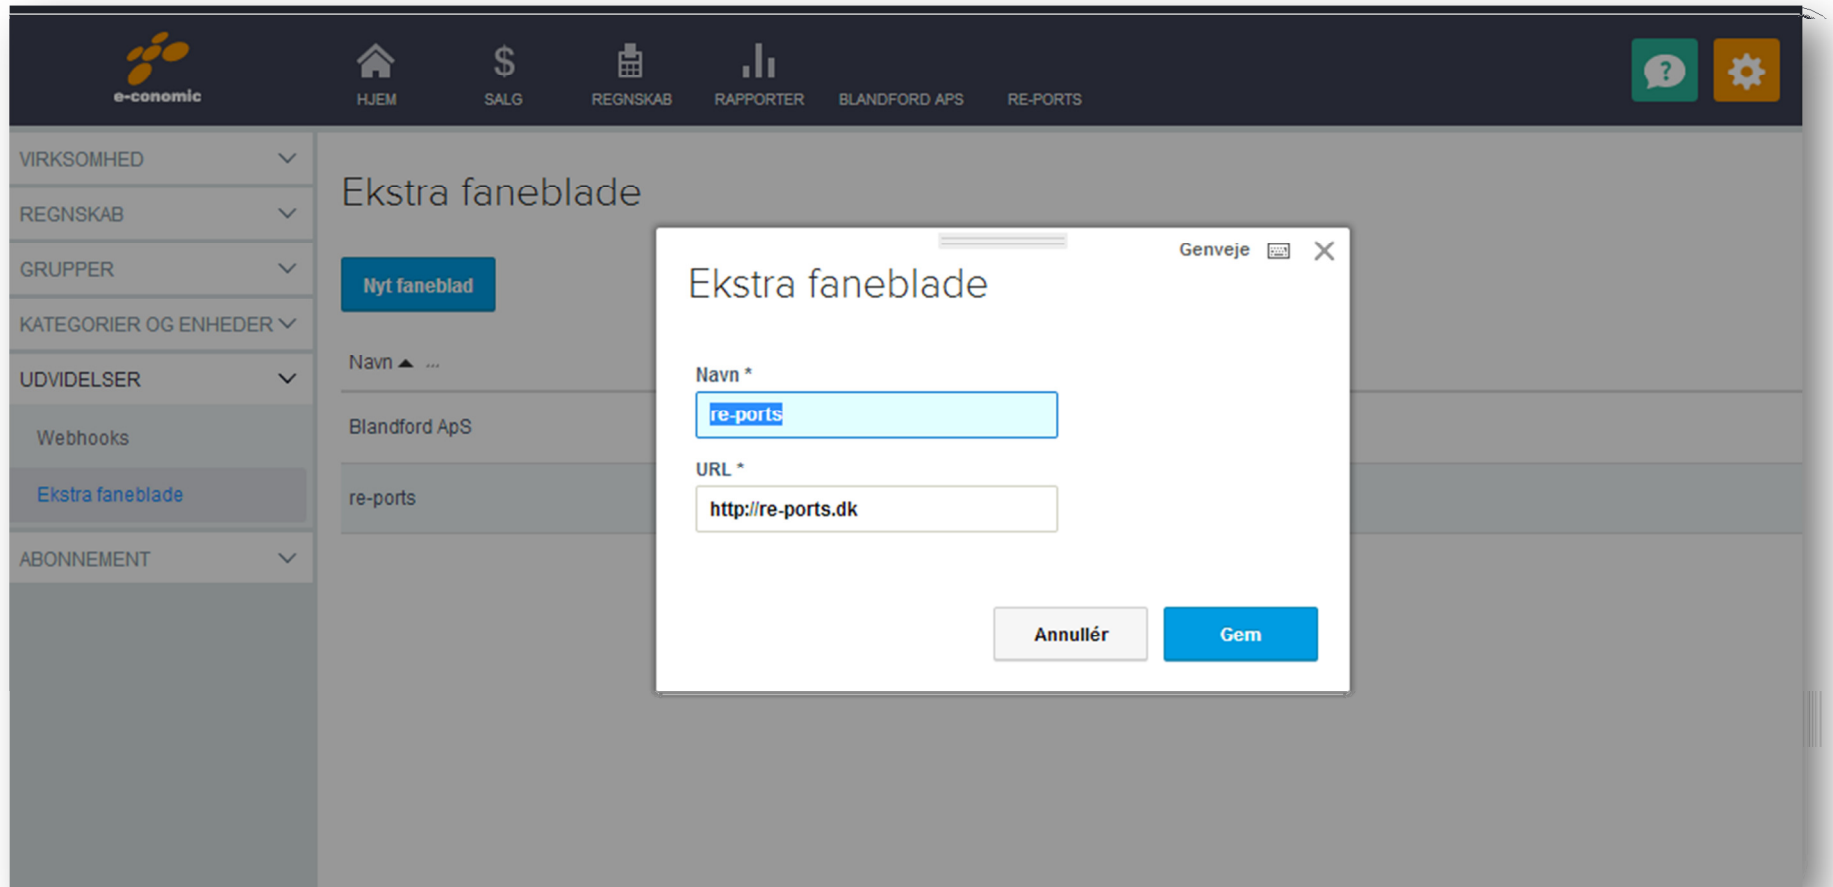 e-conomic
HJEM
SALG
REGNSKAB
RAPPORTER
BLANDFORD APS
RE-PORTS
VIRKSOMHED
REGNSKAB
GRUPPER
KATEGORIER OG ENHEDER
UDVIDELSER
Webhooks
Ekstra faneblade
ABONNEMENT
Ekstra faneblade
Nyt faneblad
Navn ...
Blandford ApS
re-ports
Genveje
Ekstra faneblade
Navn *
re-ports
URL *
http://re-ports.dk
Annullér
Gem